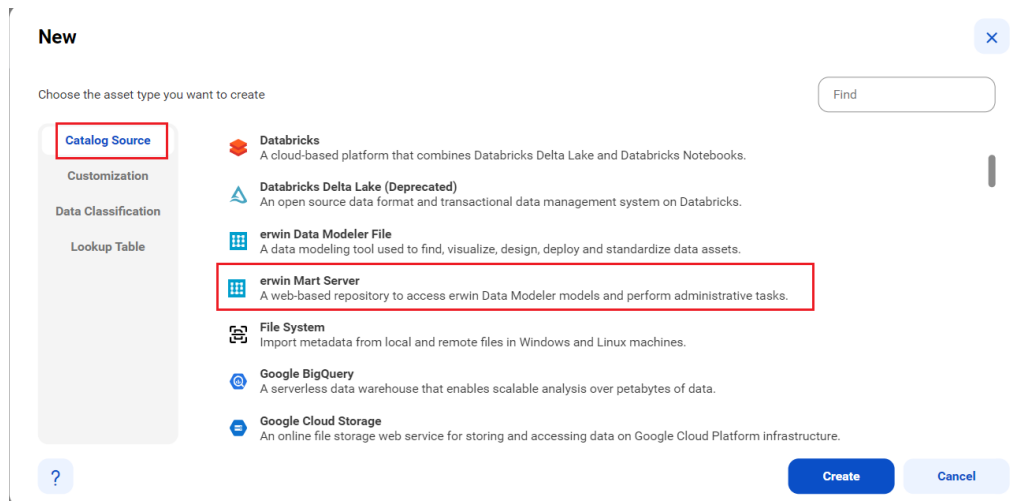 New
Choose the asset type you want to create
Find
Catalog Source
Customization
Data Classification
Lookup Table
Databricks
A cloud-based platform that combines Databricks Delta Lake and Databricks Notebooks.
Databricks Delta Lake (Deprecated)
An open source data format and transactional data management system on Databricks.
erwin Data Modeler File
A data modeling tool used to find, visualize, design, deploy and standardize data assets.
erwin Mart Server
A web-based repository to access erwin Data Modeler models and perform administrative tasks.
File System
Import metadata from local and remote files in Windows and Linux machines.
Google BigQuery
A serverless data warehouse that enables scalable analysis over petabytes of data.
Google Cloud Storage
An online file storage web service for storing and accessing data on Google Cloud Platform infrastructure.
?
Create
Cancel